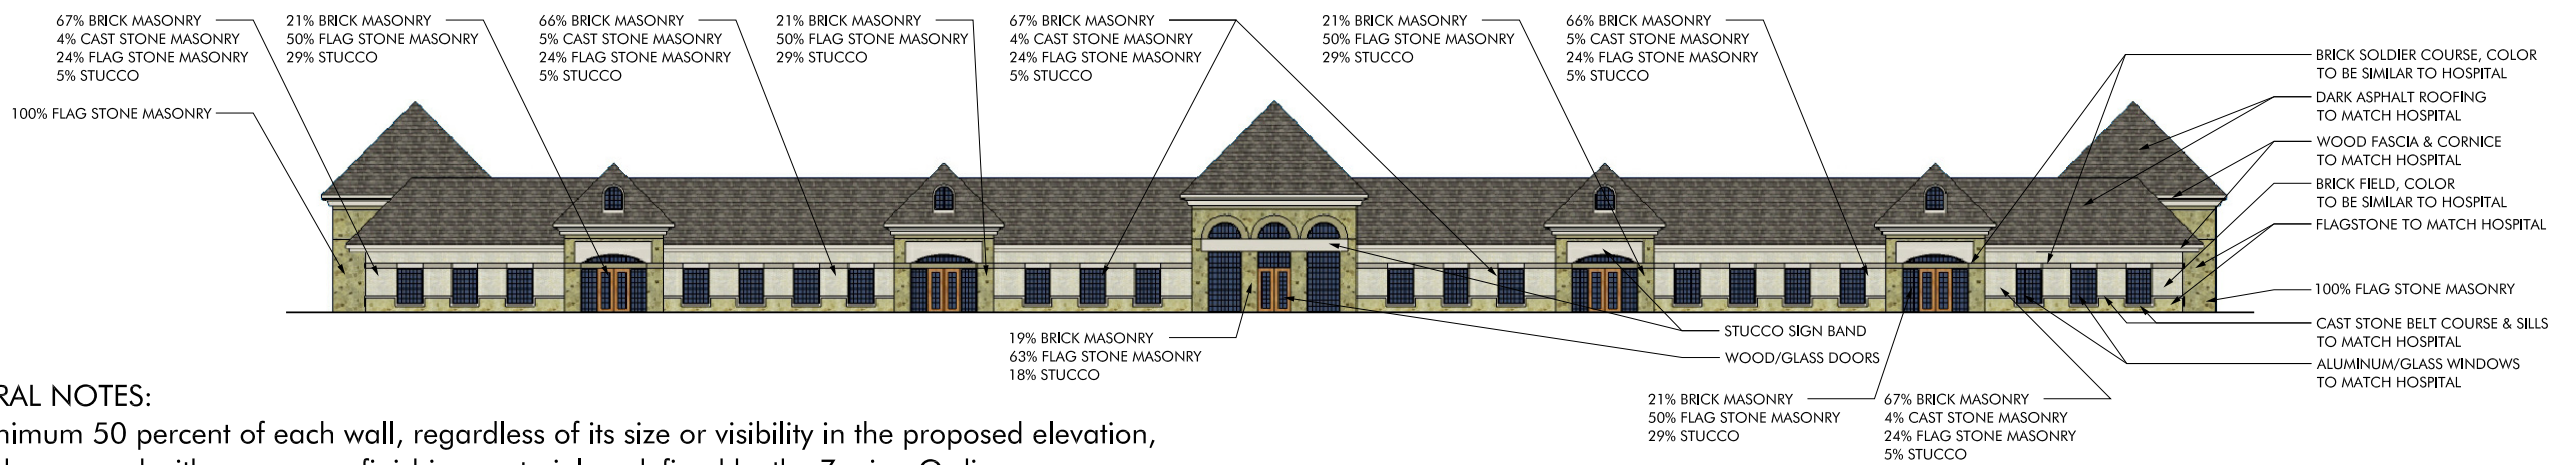 67% BRICK MASONRY
4% CAST STONE MASONRY
24% FLAG STONE MASONRY
5% STUCCO
21% BRICK MASONRY
50% FLAG STONE MASONRY
29% STUCCO
66% BRICK MASONRY
5% CAST STONE MASONRY
24% FLAG STONE MASONRY
5% STUCCO
21% BRICK MASONRY
50% FLAG STONE MASONRY
29% STUCCO
67% BRICK MASONRY
4% CAST STONE MASONRY
24% FLAG STONE MASONRY
5% STUCCO
21% BRICK MASONRY
50% FLAG STONE MASONRY
29% STUCCO
66% BRICK MASONRY
5% CAST STONE MASONRY
24% FLAG STONE MASONRY
5% STUCCO
100% FLAG STONE MASONRY
BRICK SOLDIER COURSE, COLOR
TO BE SIMILAR TO HOSPITAL
DARK ASPHALT ROOFING
TO MATCH HOSPITAL
WOOD FASCIA & CORNICE
TO MATCH HOSPITAL
BRICK FIELD, COLOR
TO BE SIMILAR TO HOSPITAL
FLAGSTONE TO MATCH HOSPITAL
100% FLAG STONE MASONRY
CAST STONE BELT COURSE & SILLS
TO MATCH HOSPITAL
ALUMINUM/GLASS WINDOWS
TO MATCH HOSPITAL
STUCCO SIGN BAND
WOOD/GLASS DOORS
19% BRICK MASONRY
63% FLAG STONE MASONRY
18% STUCCO
21% BRICK MASONRY
50% FLAG STONE MASONRY
29% STUCCO
67% BRICK MASONRY
4% CAST STONE MASONRY
24% FLAG STONE MASONRY
5% STUCCO
RAL NOTES:
nimum 50 percent of each wall, regardless of its size or visibility in the proposed elevation,